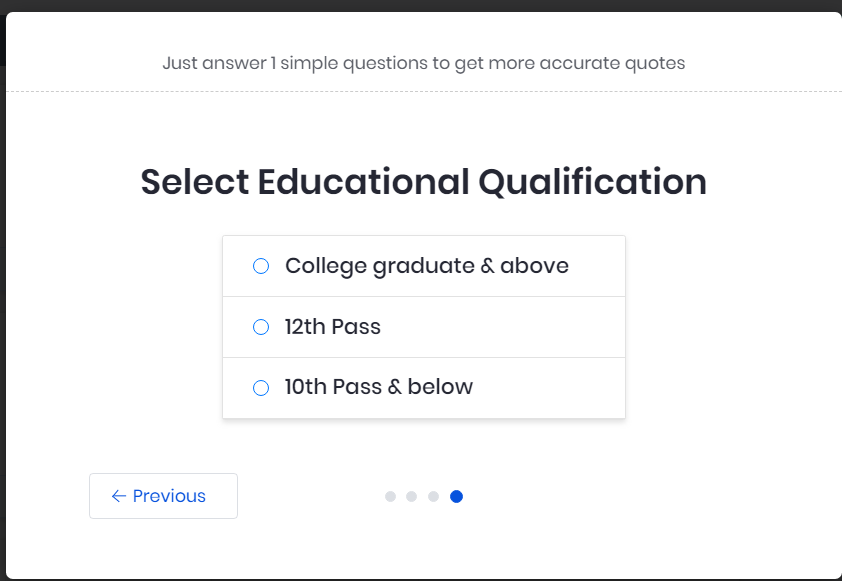 Just answer 1 simple questions to get more accurate quotes
Select Educational Qualification
College graduate & above
12th Pass
10th Pass & below
← Previous